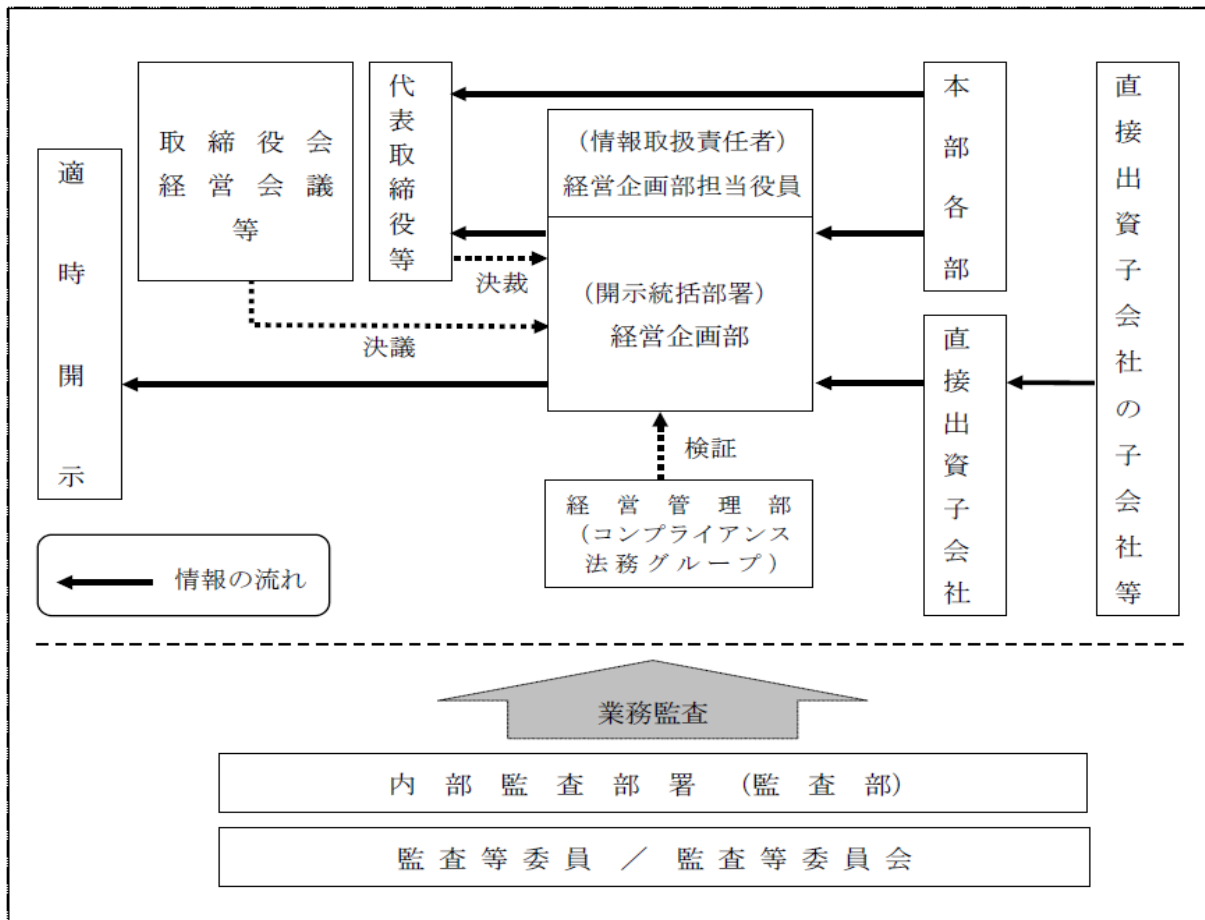 適時開示
取締役会
経営会議
等
代表取締役等
(情報取扱責任者)
経営企画部担当役員
(開示統括部署)
経営企画部
決裁
決議
検証
経営管理部
(コンプライアンス
法務グループ)
本部各部
直接出資子会社
直接出資子会社の子会社等
情報の流れ
業務監査
内部監査部署 (監査部)
監査等委員 / 監査等委員会